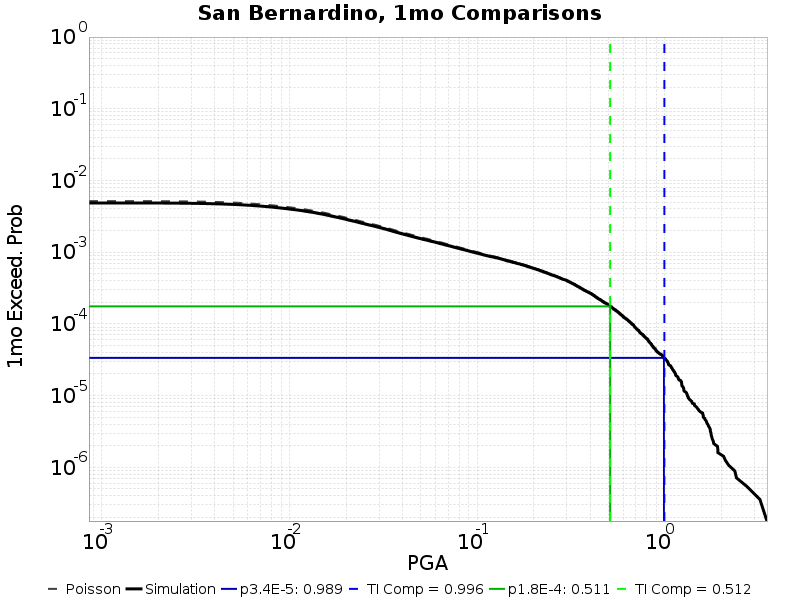 San Bernardino, 1mo Comparisons
10^0
10^-1
10^-2
10^-3
10^-4
10^-5
10^-6
1mo Exceed. Prob
10^-3 10^-2 10^-1 10^0
PGA
Poisson Simulation p3.4E-5: 0.989 TI Comp = 0.996 p1.8E-4: 0.511 TI Comp = 0.512